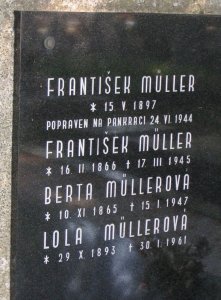 FRANTIŠEK MÜLLER
* 15. V. 1897
POPRAVEN NA PANKRACI 24. VI. 1944
FRANTIŠEK MÜLLER
* 16 II 1866 † 17 III 1945
BERTA MÜLLEROVÁ
* 10 XI 1865 † 15 I 1947
LOLA MÜLLEROVÁ
* 29 X 1893 † 30. I. 1961